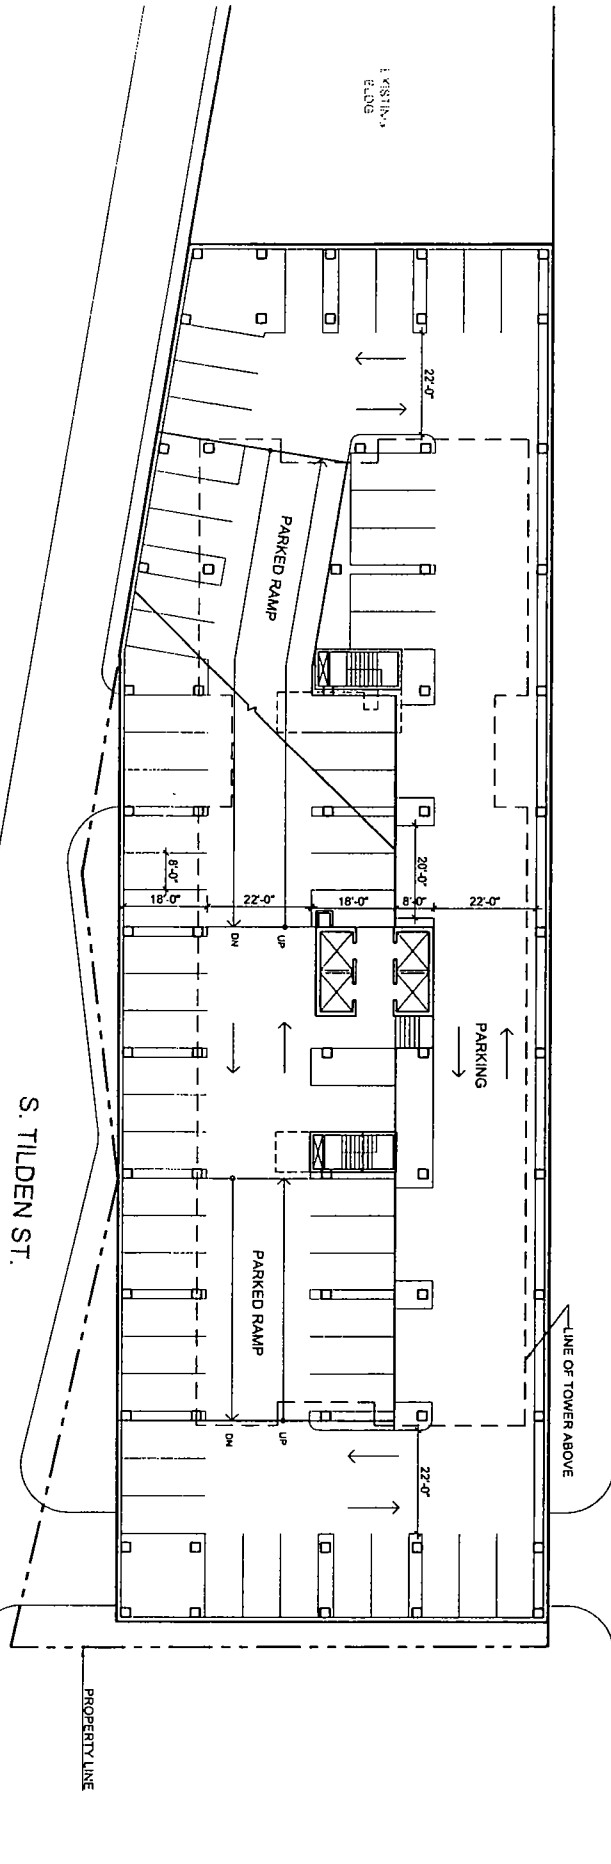 EXISTING
BLDG
22'-0"
PARKED RAMP
8'-0"
20'-0"
18'-0"
22'-0"
18'-0"
8'-0"
22'-0"
DN
UP
PARKING
S. TILDEN ST.
PARKED RAMP
LINE OF TOWER ABOVE
DN
UP
22'-0"
PROPERTY LINE